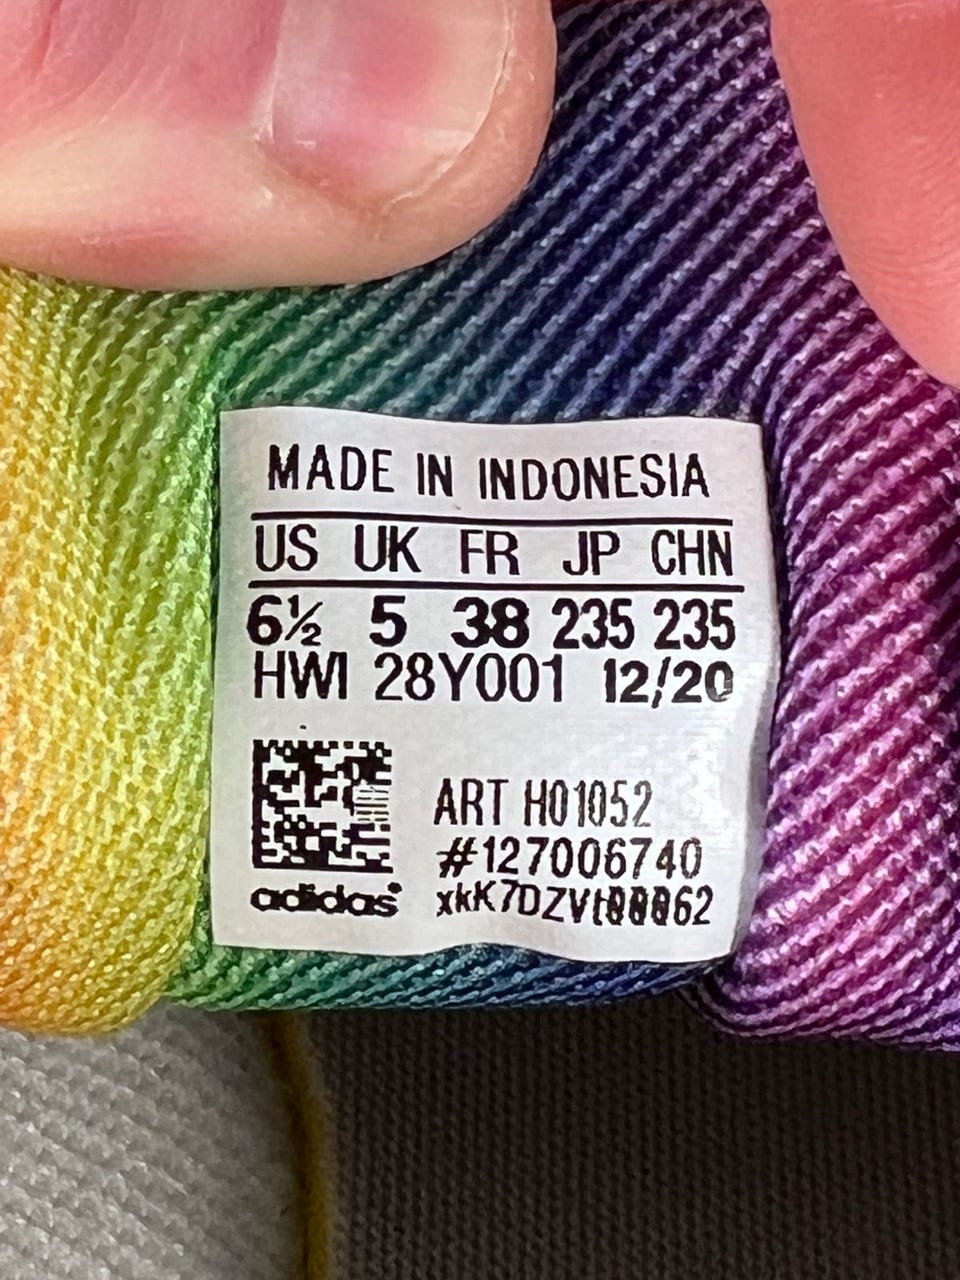 MADE IN INDONESIA
US UK FR JP CHN
6½ 5 38 235 235
HWI 28Y001 12/20
ART H01052
#127006740
adidas®